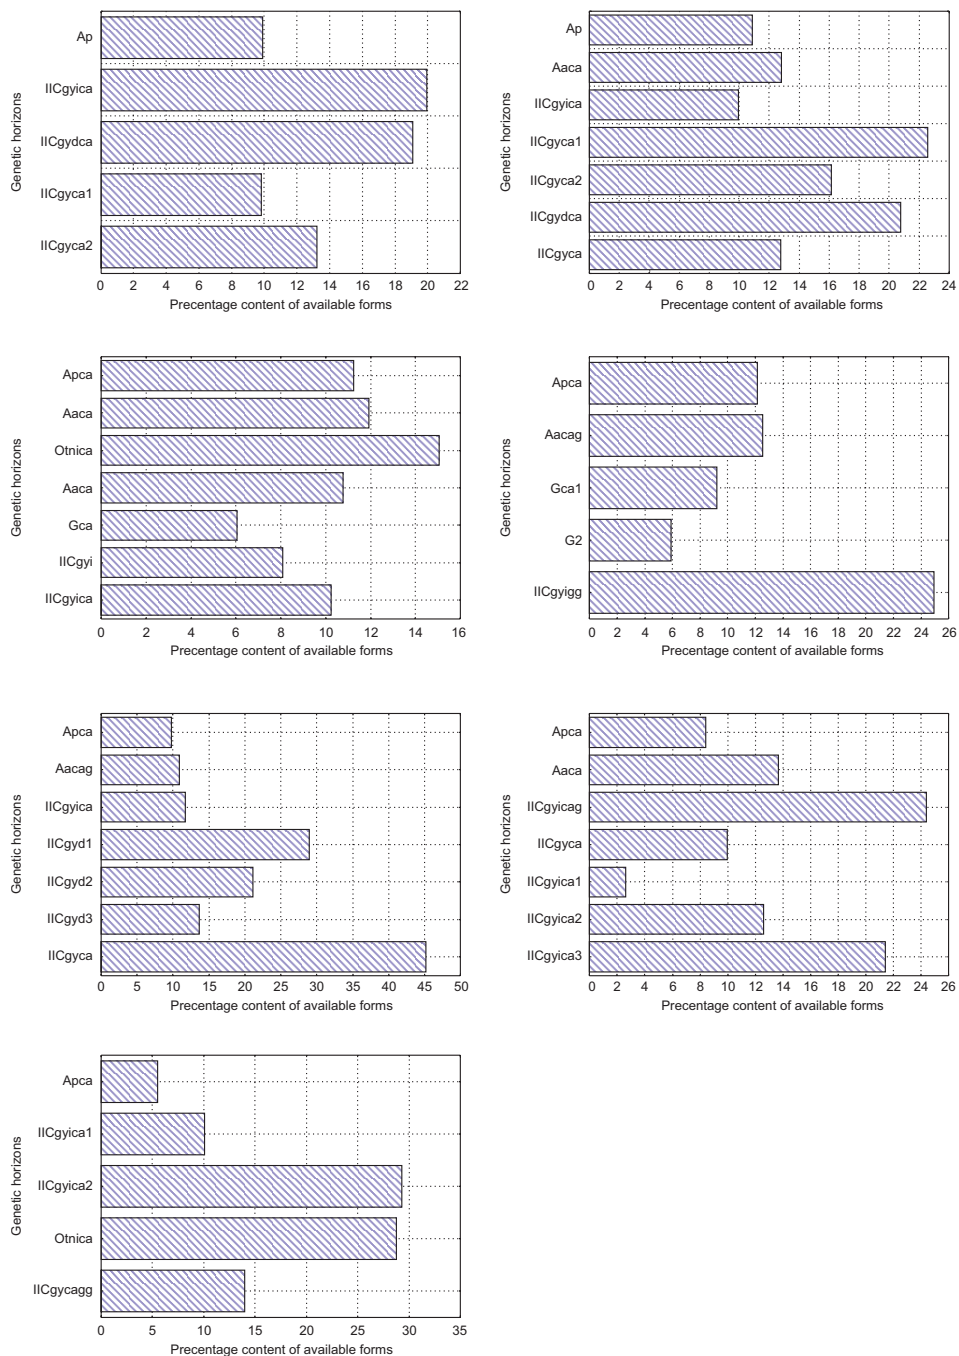 Genetic horizons
Ap
IICgyica
IICgydca
IICgyca1
IICgyca2
0 2 4 6 8 10 12 14 16 18 20 22
Precentage content of available forms
Genetic horizons
Ap
Aaca
IICgyica
IICgyca1
IICgyca2
IICgydca
IICgyca
0 2 4 6 8 10 12 14 16 18 20 22 24
Precentage content of available forms
Genetic horizons
Apca
Aaca
Otnica
Aaca
Gca
IICgyi
IICgyica
0 2 4 6 8 10 12 14 16
Precentage content of available forms
Genetic horizons
Apca
Aacag
Gca1
G2
IICgyigg
0 2 4 6 8 10 12 14 16 18 20 22 24 26
Precentage content of available forms
Genetic horizons
Apca
Aacag
IICgyica
IICgyd1
IICgyd2
IICgyd3
IICgyca
0 5 10 15 20 25 30 35 40 45 50
Precentage content of available forms
Genetic horizons
Apca
Aaca
IICgyicag
IICgyca
IICgyica1
IICgyica2
IICgyica3
0 2 4 6 8 10 12 14 16 18 20 22 24 26
Precentage content of available forms
Genetic horizons
Apca
IICgyica1
IICgyica2
Otnica
IICgycagg
0 5 10 15 20 25 30 35
Precentage content of available forms